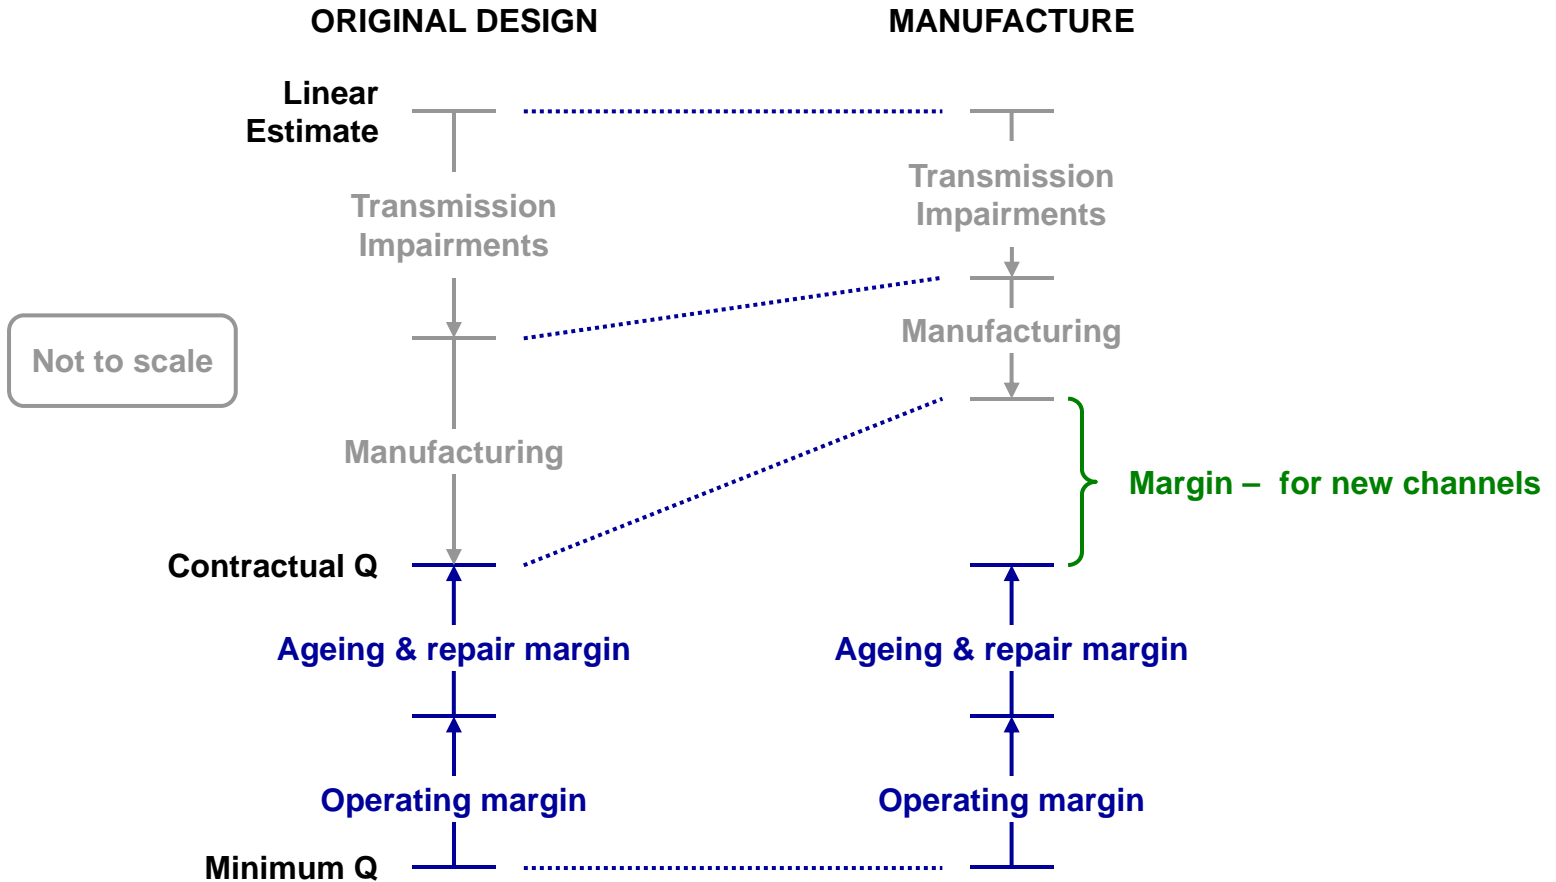 ORIGINAL DESIGN
MANUFACTURE
Linear
Estimate
Transmission
Impairments
Transmission
Impairments
Not to scale
Manufacturing
Manufacturing
Margin –  for new channels
Contractual Q
Ageing & repair margin
Ageing & repair margin
Operating margin
Operating margin
Minimum Q